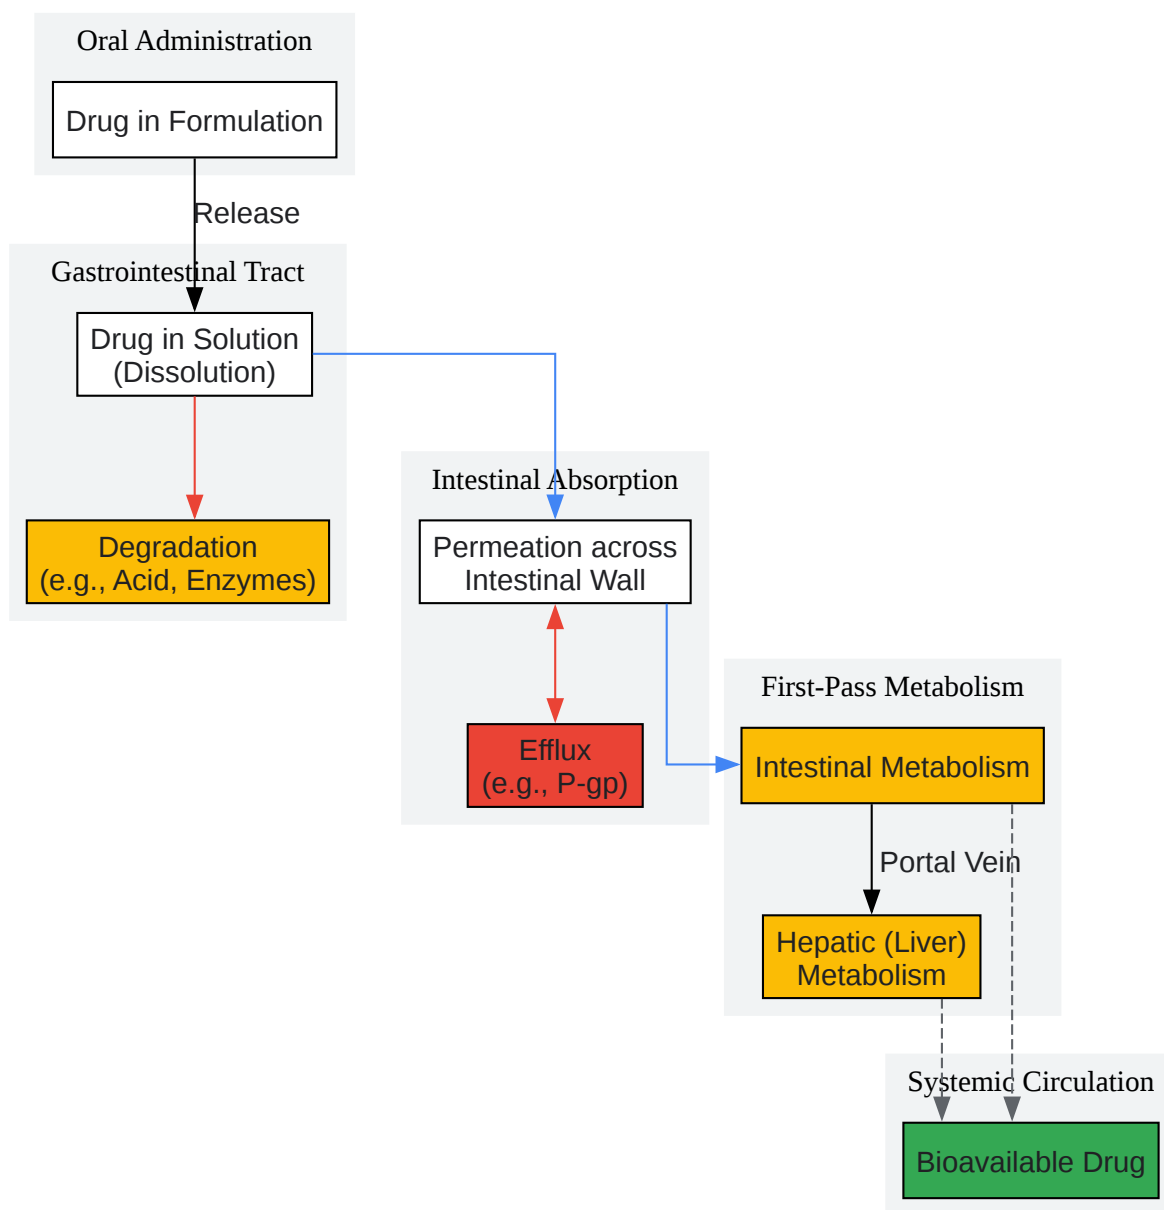 Oral Administration
Drug in Formulation
Release
Gastrointestinal Tract
Drug in Solution
(Dissolution)
Degradation
(e.g., Acid, Enzymes)
Intestinal Absorption
Permeation across
Intestinal Wall
Efflux
(e.g., P-gp)
First-Pass Metabolism
Intestinal Metabolism
Portal Vein
Hepatic (Liver)
Metabolism
Systemic Circulation
Bioavailable Drug